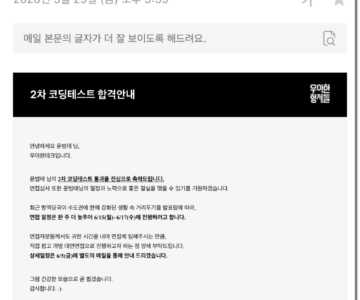 2020년 5월 29일 (금) 오후 5:55
가
메일 본문의 글자가 더 잘 보이도록 해드려요.
2차 코딩테스트 합격안내
우아한
형제들
안녕하세요 윤범태 님,
우아한테크입니다.
윤범태 님의 2차 코딩테스트 통과를 진심으로 축하드립니다.
면접심사 또한 윤범태님의 열정과 노력으로 좋은 결실을 맺을 수 있기를 기원하겠습니다.
최근 방역당국이 수도권에 한해 강화된 생활 속 거리두기를 발표함에 따라,
면접 일정은 한 주 더 늦추어 6/15(월)~6/17(수)에 진행하려고 합니다.
면접자분들께서도 귀한 시간을 내어 면접에 임해주시는 만큼,
직접 뵙고 개별 대면면접으로 진행하고자 하는 점 양해 부탁드립니다.
상세일정은 6/5(금)에 별도의 메일을 통해 안내 드리겠습니다.
그럼 건강한 모습으로 곧 뵙겠습니다.
감사합니다. :)